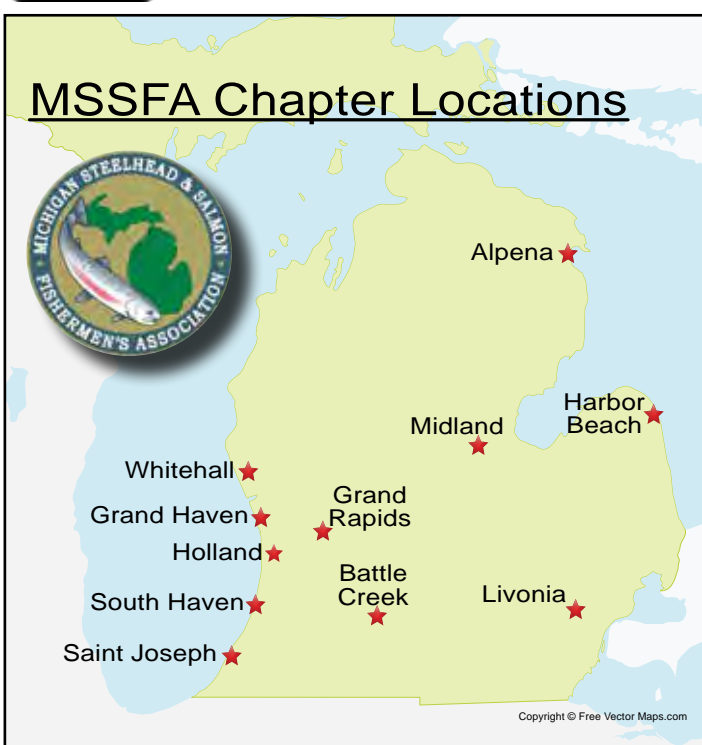 MSSFA Chapter Locations
MICHIGAN STEELHEAD & SALMON
FISHERMEN'S ASSOCIATION
Alpena
Harbor
Beach
Midland
Whitehall
Grand
Rapids
Grand Haven
Holland
Battle
Creek
South Haven
Livonia
Saint Joseph
Copyright © Free Vector Maps.com